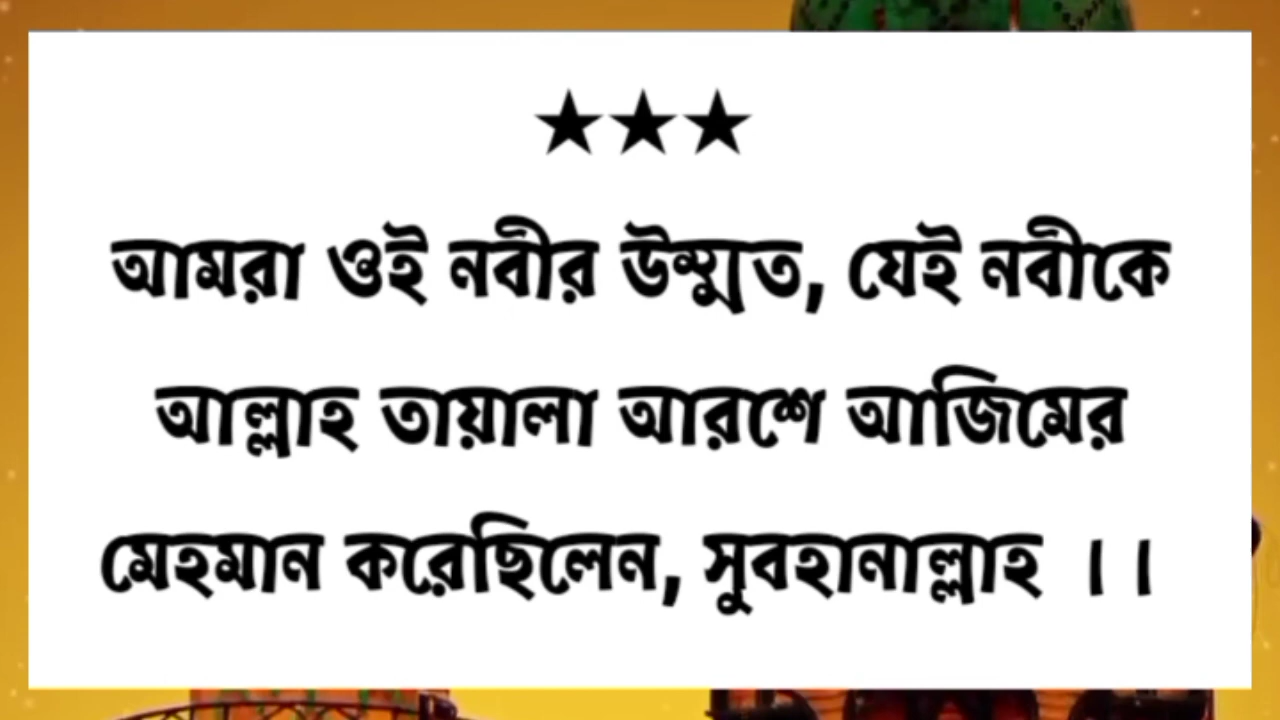 ★★★
আমরা ওই নবীর উম্মত, যেই নবীকে
আল্লাহ তায়ালা আরশে আজিমের
মেহমান করেছিলেন, সুবহানাল্লাহ ।।